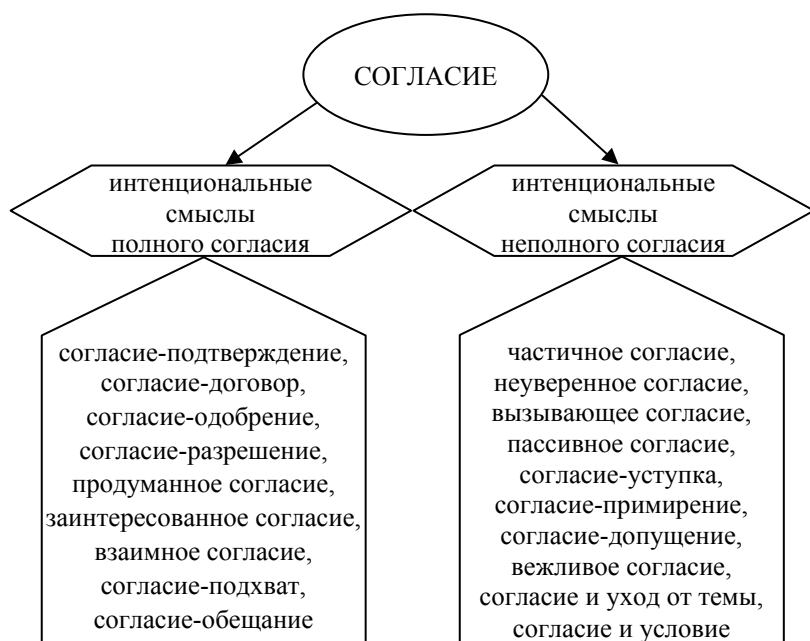 СОГЛАСИЕ
интенциональные
смыслы
полного согласия
интенциональные
смыслы
неполного согласия
согласие-подтверждение,
согласие-договор,
согласие-одобрение,
согласие-разрешение,
продуманное согласие,
заинтересованное согласие,
взаимное согласие,
согласие-подхват,
согласие-обещание
частичное согласие,
неуверенное согласие,
вызывающее согласие,
пассивное согласие,
согласие-уступка,
согласие-примирение,
согласие-допущение,
вежливое согласие,
согласие и уход от темы,
согласие и условие